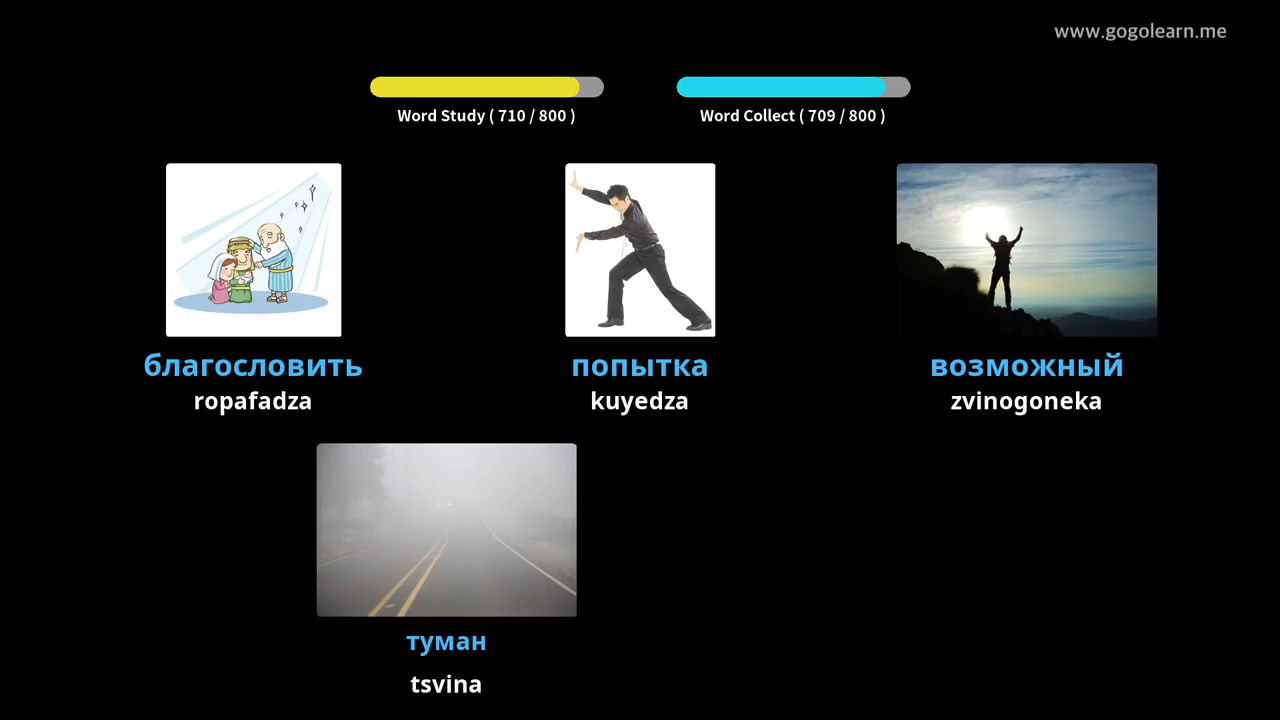 www.gogolearn.me
Word Study ( 710 / 800 )
Word Collect ( 709 / 800 )
благословить
ropafadza
попытка
kuyedza
возможный
zvinogoneka
туман
tsvina